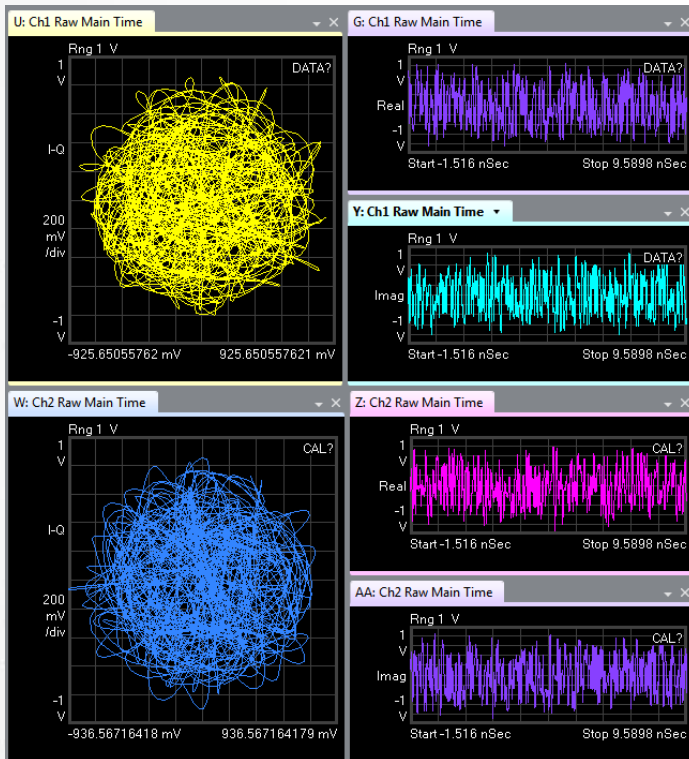 U: Ch1 Raw Main Time
Rng 1 V
1
V
DATA?
I-Q
200
mV
/div
-1
V
-925.65055762 mV
925.650557621 mV
G: Ch1 Raw Main Time
Rng 1 V
1
V
DATA?
Real
-1
V
Start -1.516 nSec
Stop 9.5898 nSec
Y: Ch1 Raw Main Time
Rng 1 V
1
V
DATA?
Imag
-1
V
Start -1.516 nSec
Stop 9.5898 nSec
W: Ch2 Raw Main Time
Rng 1 V
1
V
CAL?
I-Q
200
mV
/div
-1
V
-936.56716418 mV
936.567164179 mV
Z: Ch2 Raw Main Time
Rng 1 V
1
V
CAL?
Real
-1
V
Start -1.516 nSec
Stop 9.5898 nSec
AA: Ch2 Raw Main Time
Rng 1 V
1
V
CAL?
Imag
-1
V
Start -1.516 nSec
Stop 9.5898 nSec